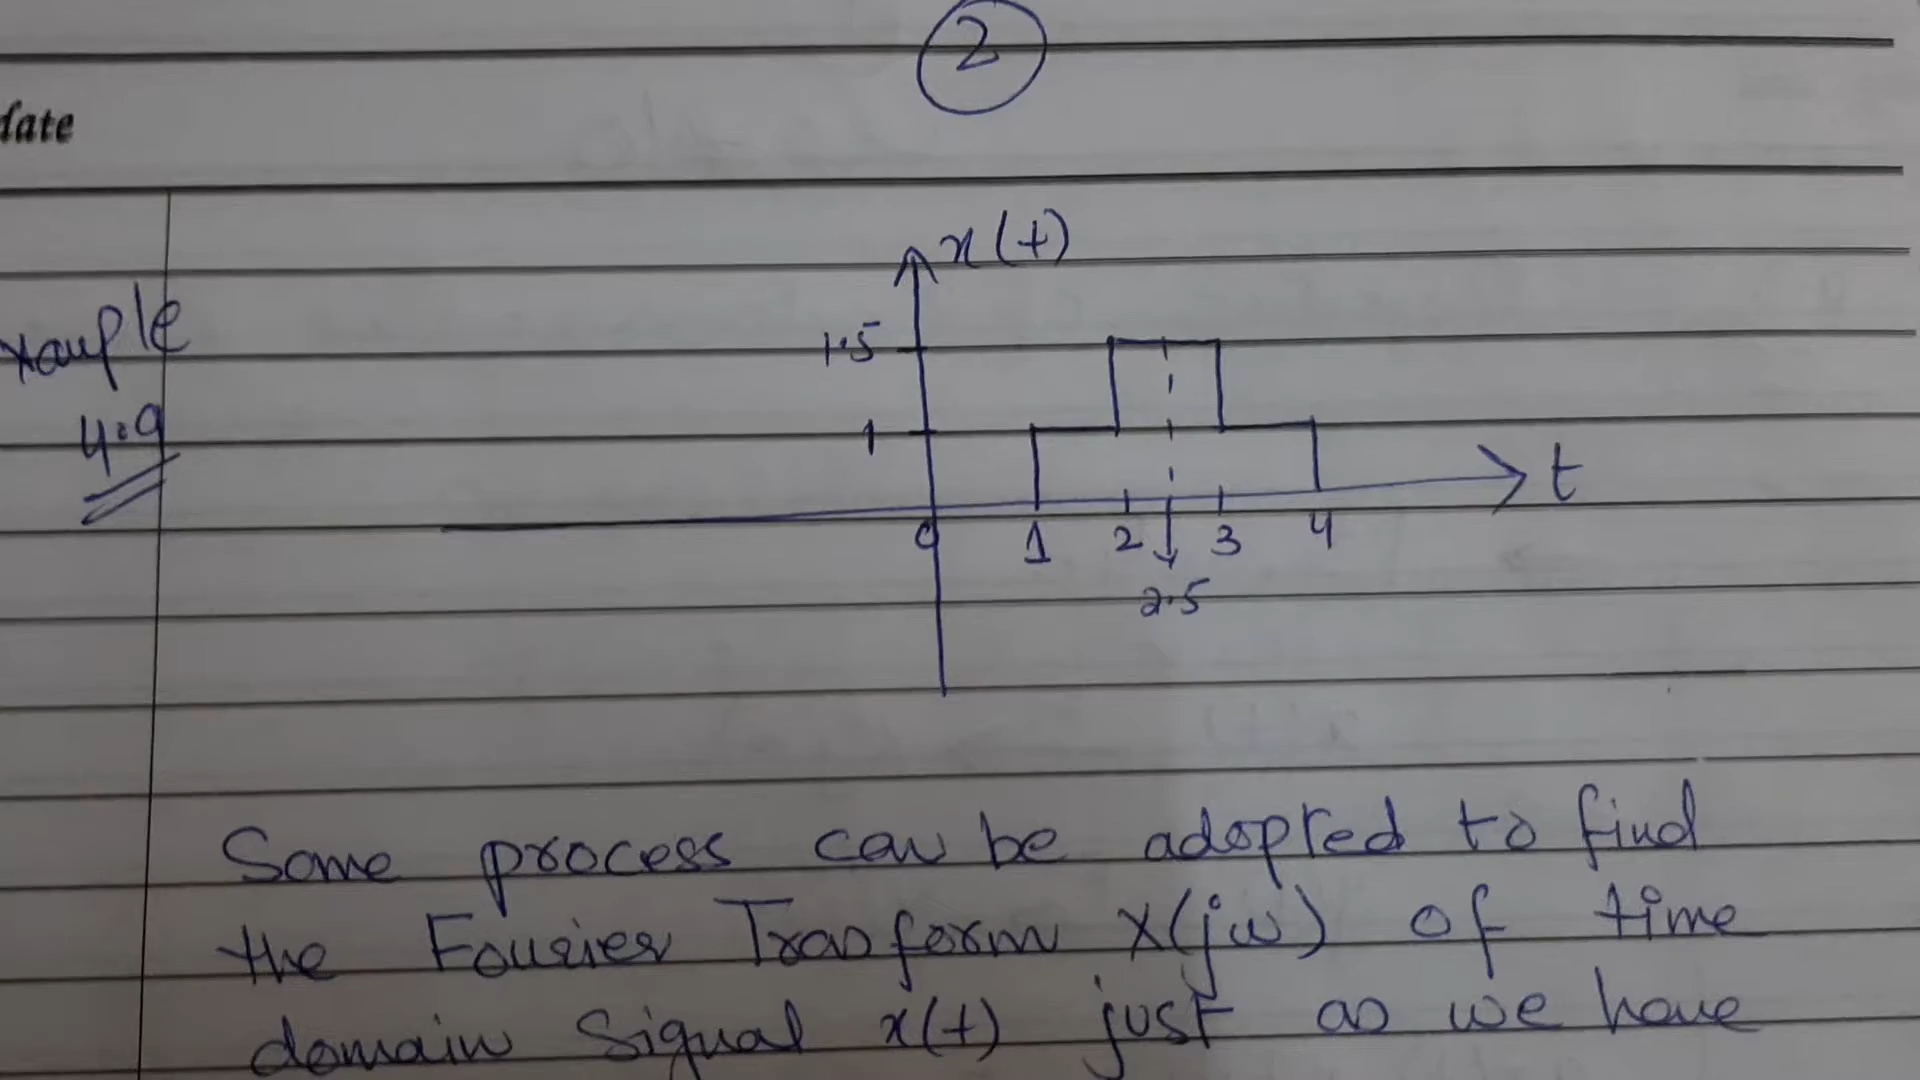 2
date
x(t)
xample
4.9
1.5
1
t
0 1 2 3 4
2.5
Same process can be adopted to find
the Fourier Transform X(jw) of time
domain signal x(t) just as we have